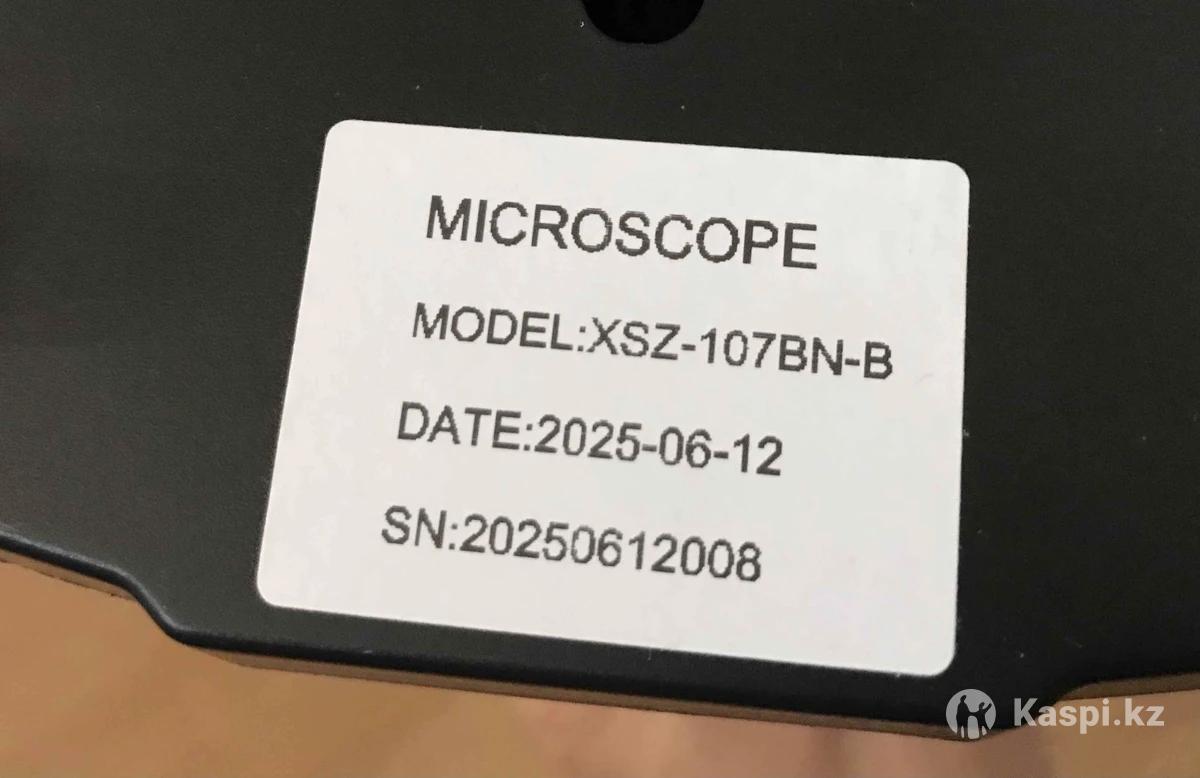 MICROSCOPE
MODEL:XSZ-107BN-B
DATE:2025-06-12
SN:20250612008
Kaspi.kz